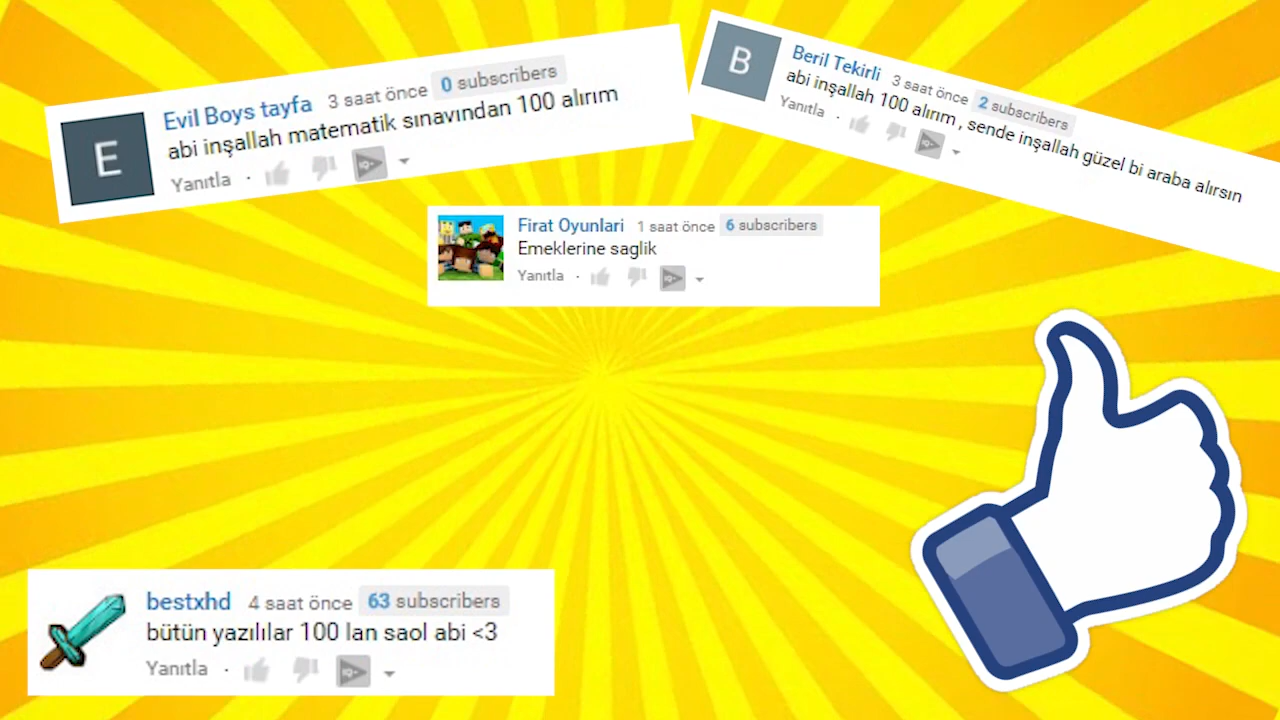 E
Evil Boys tayfa 3 saat önce 0 subscribers
abi inşallah matematik sınavından 100 alırım
Yanıtla ·
B
Beril Tekirli 3 saat önce 2 subscribers
abi inşallah 100 alırım , sende inşallah güzel bi araba alırsın
Yanıtla ·
Firat Oyunlari 1 saat önce 6 subscribers
Emeklerine saglik
Yanıtla ·
bestxhd 4 saat önce 63 subscribers
bütün yazılılar 100 lan saol abi <3
Yanıtla ·